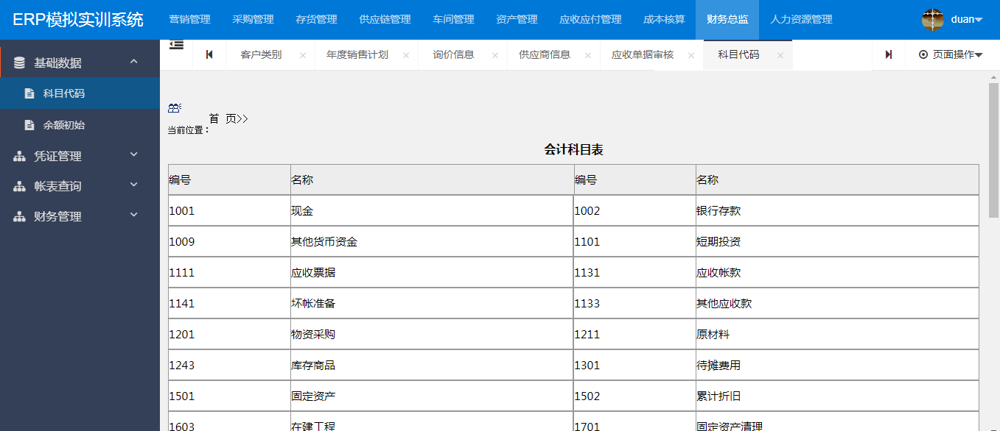 ERP模拟实训系统 营销管理 采购管理 存货管理 供应链管理 车间管理 资产管理 应收应付管理 成本核算 财务总监 人力资源管理 duan
客户类别 × 年度销售计划 × 询价信息 × 供应商信息 × 应收单据审核 × 科目代码 × 页面操作
基础数据
科目代码
余额初始
凭证管理
帐表查询
财务管理
首 页>>
当前位置：
会计科目表
编号 名称 编号 名称
1001 现金 1002 银行存款
1009 其他货币资金 1101 短期投资
1111 应收票据 1131 应收帐款
1141 坏帐准备 1133 其他应收款
1201 物资采购 1211 原材料
1243 库存商品 1301 待摊费用
1501 固定资产 1502 累计折旧
1603 在建工程 1701 固定资产清理